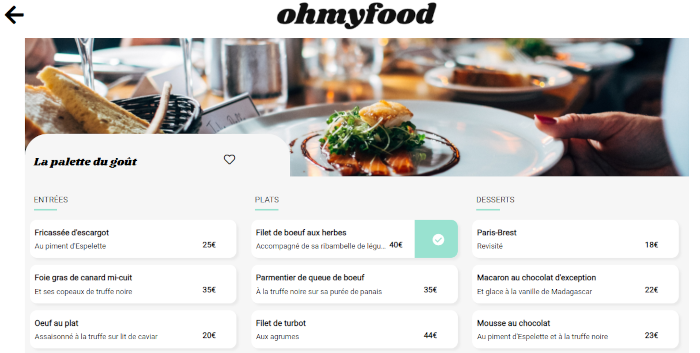 ohmyfood
La palette du goût
ENTRÉES
Fricassée d'escargot
Au piment d'Espelette
25€
Foie gras de canard mi-cuit
Et ses copeaux de truffe noire
35€
Oeuf au plat
Assaisonné à la truffe sur lit de caviar
20€
PLATS
Filet de boeuf aux herbes
Accompagné de sa ribambelle de légu...
40€
Parmentier de queue de boeuf
À la truffe noire sur sa purée de panais
35€
Filet de turbot
Aux agrumes
44€
DESSERTS
Paris-Brest
Revisité
18€
Macaron au chocolat d'exception
Et glace à la vanille de Madagascar
22€
Mousse au chocolat
Au piment d'Espelette et à la truffe noire
23€